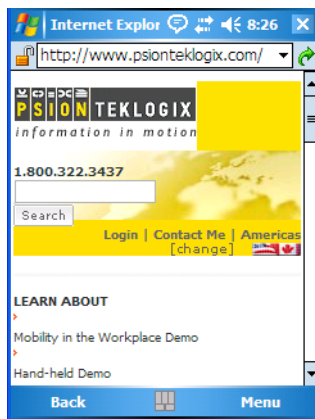 Internet Explor 8:26
http://www.psionteklogix.com/
PSION TEKLOGIX
information in motion
1.800.322.3437
Search
Login | Contact Me | Americas
[change]
LEARN ABOUT
Mobility in the Workplace Demo
Hand-held Demo
Back Menu